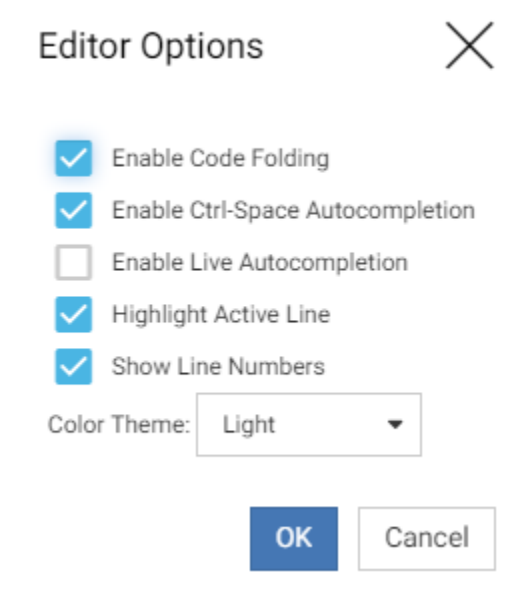 Editor Options
Enable Code Folding
Enable Ctrl-Space Autocompletion
Enable Live Autocompletion
Highlight Active Line
Show Line Numbers
Color Theme: Light
OK Cancel